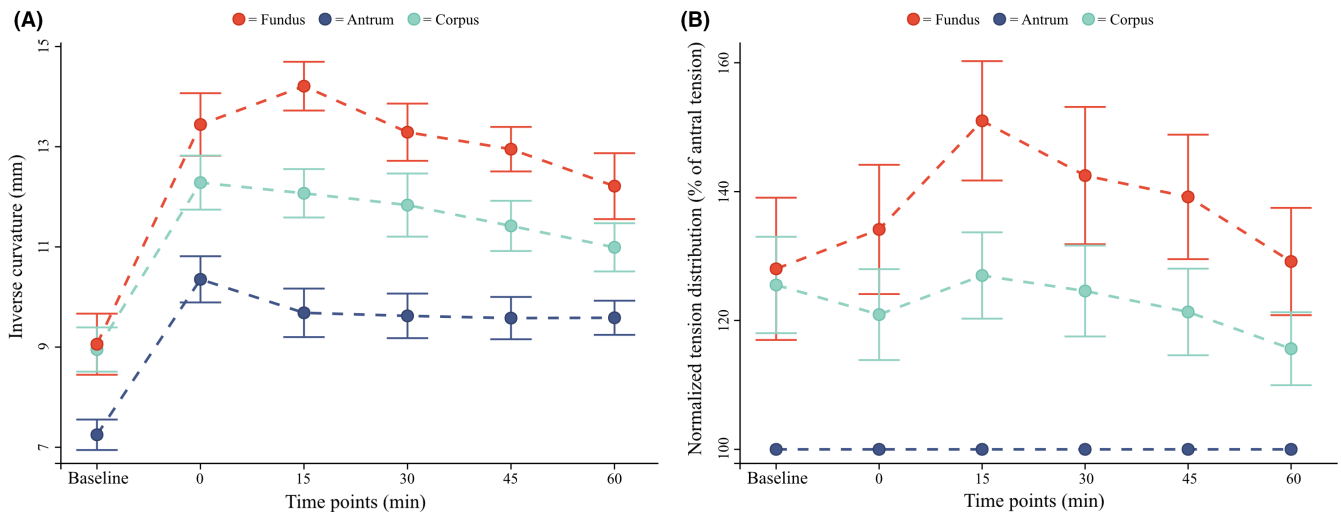 (A)
= Fundus = Antrum = Corpus
Inverse curvature (mm)
15
13
11
9
7
Baseline 0 15 30 45 60
Time points (min)
(B)
= Fundus = Antrum = Corpus
Normalized tension distribution (% of antral tension)
160
140
120
100
Baseline 0 15 30 45 60
Time points (min)